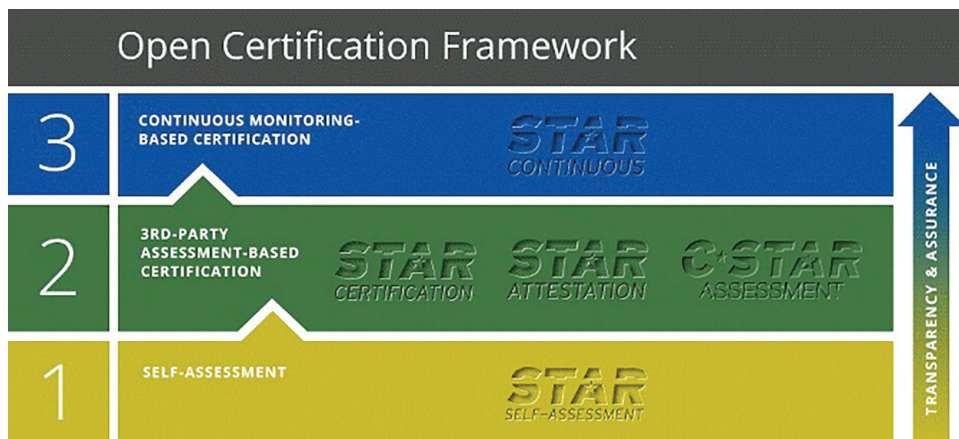 Open Certification Framework
3
CONTINUOUS MONITORING-
BASED CERTIFICATION
STAR
CONTINUOUS
2
3RD-PARTY
ASSESSMENT-BASED
CERTIFICATION
STAR
CERTIFICATION
STAR
ATTESTATION
C*STAR
ASSESSMENT
1
SELF-ASSESSMENT
STAR
SELF-ASSESSMENT
TRANSPARENCY & ASSURANCE